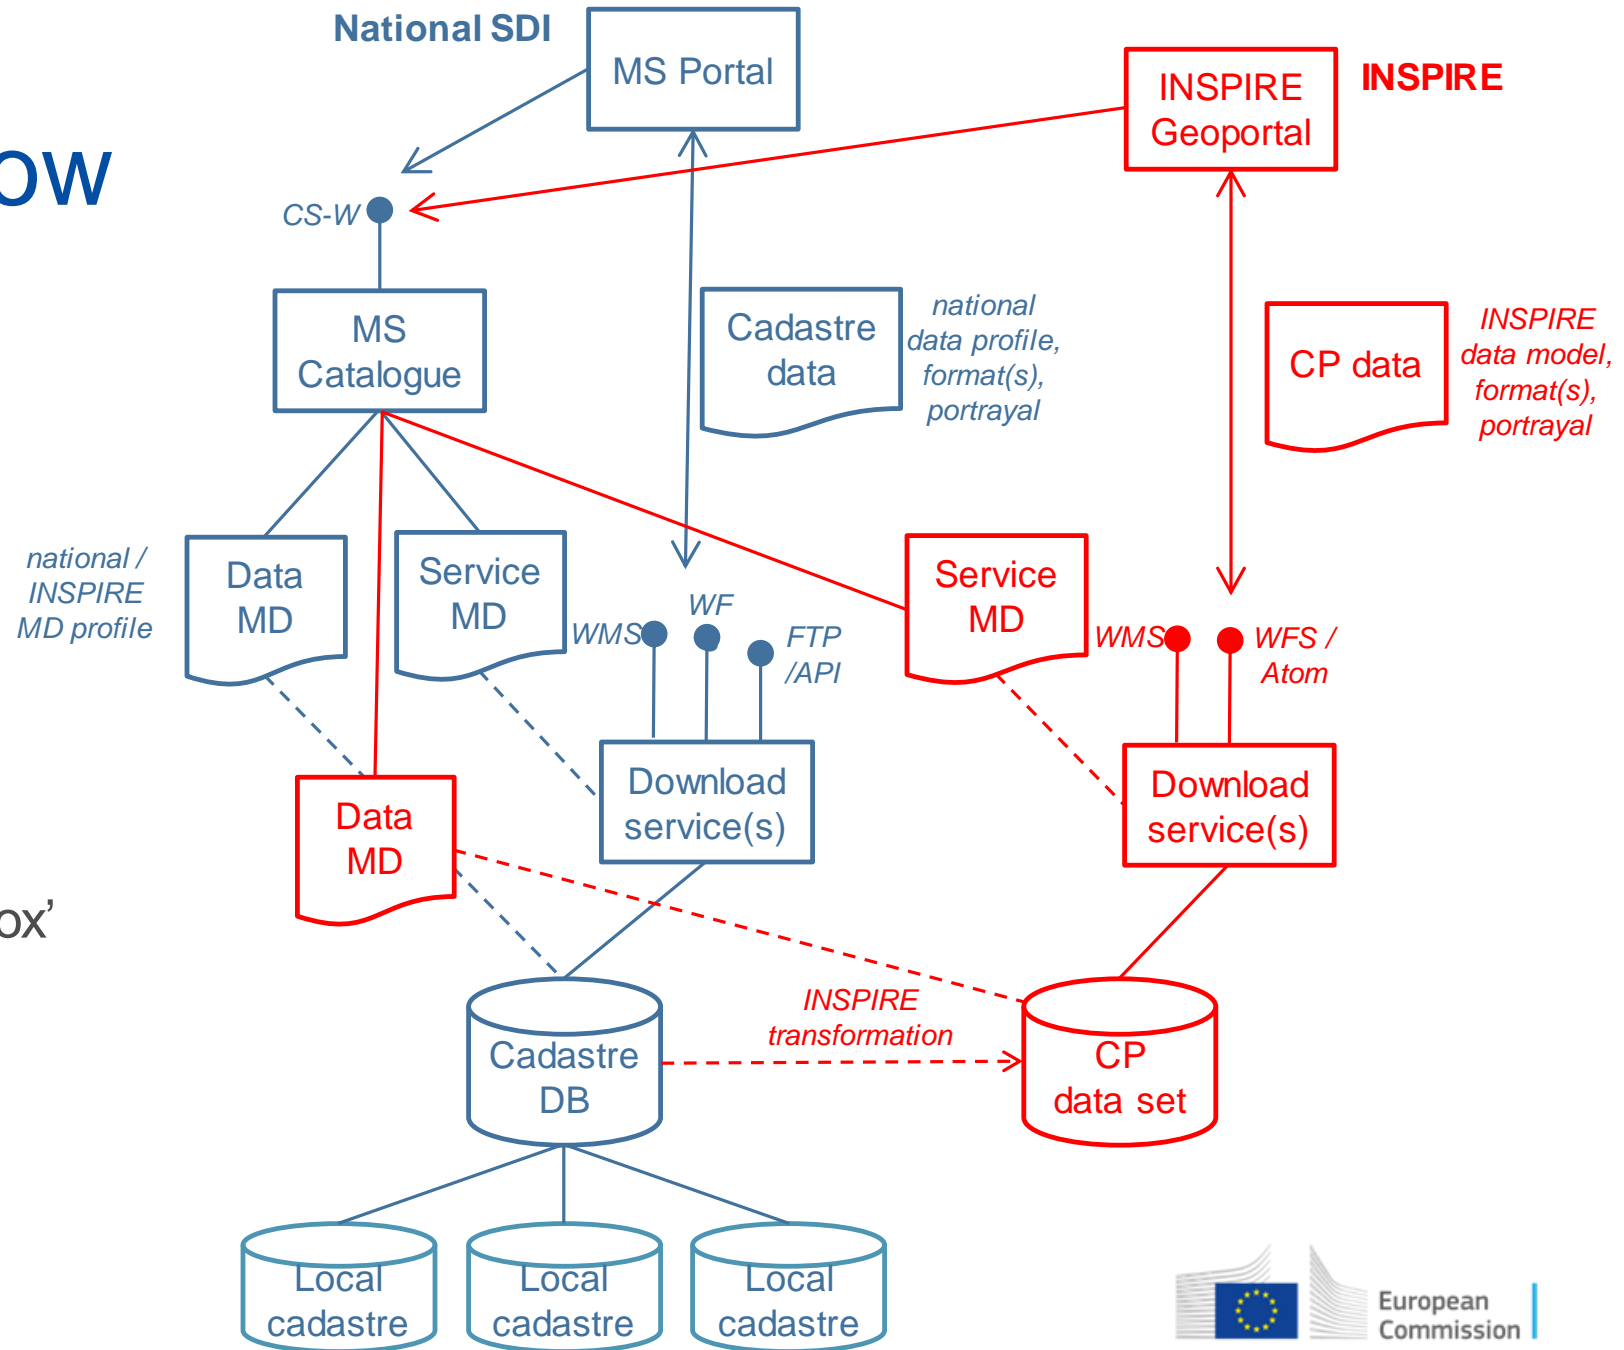 National SDI
MS Portal
INSPIRE
Geoportal
INSPIRE
ow
CS-W
MS
Catalogue
Cadastre
data
national
data profile,
format(s),
portrayal
CP data
INSPIRE
data model,
format(s),
portrayal
national /
INSPIRE
MD profile
Data
MD
Service
MD
WMS
WF
FTP
/API
Service
MD
WMS
WFS /
Atom
Data
MD
Download
service(s)
Download
service(s)
ox’
INSPIRE
transformation
Cadastre
DB
CP
data set
Local
cadastre
Local
cadastre
Local
cadastre
European
Commission